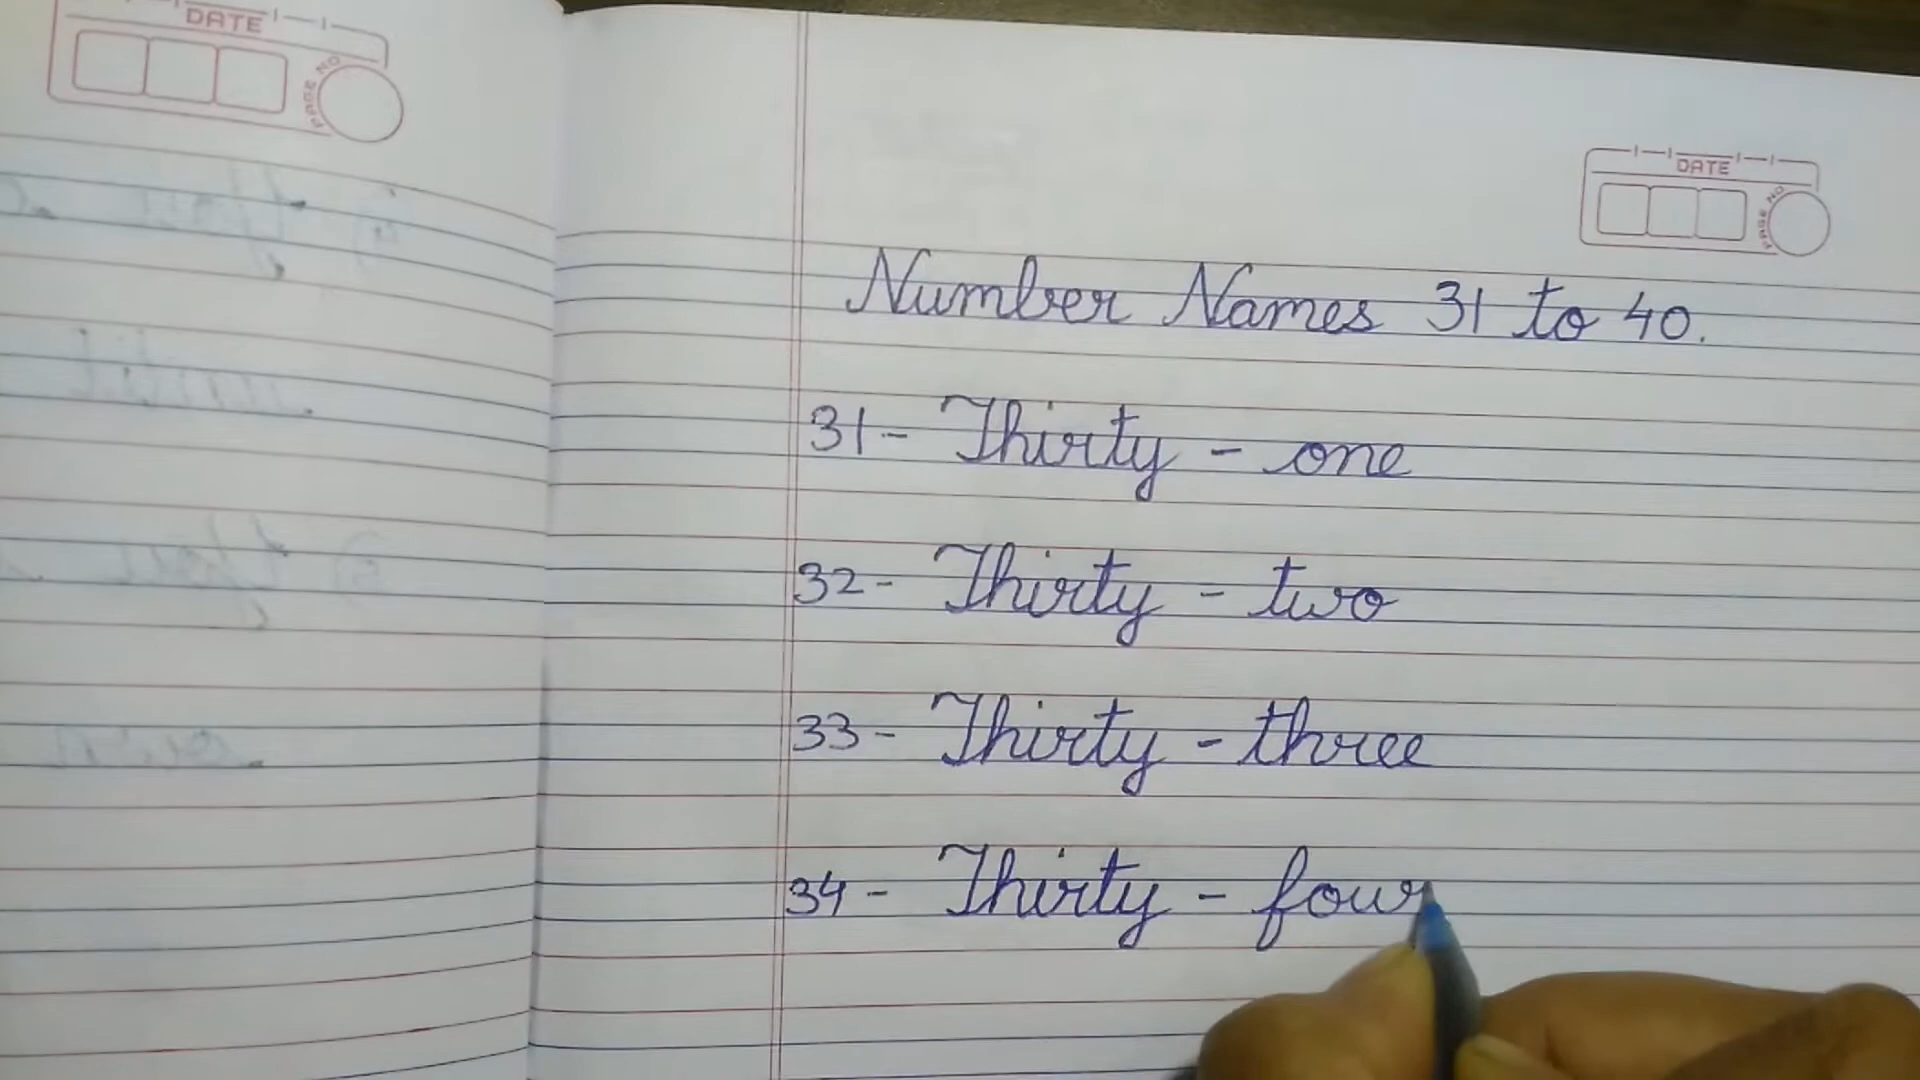 DATE
PAGE NO
DATE
PAGE NO
Number Names 31 to 40.
31- Thirty - one
32- Thirty - two
33- Thirty - three
34- Thirty - four